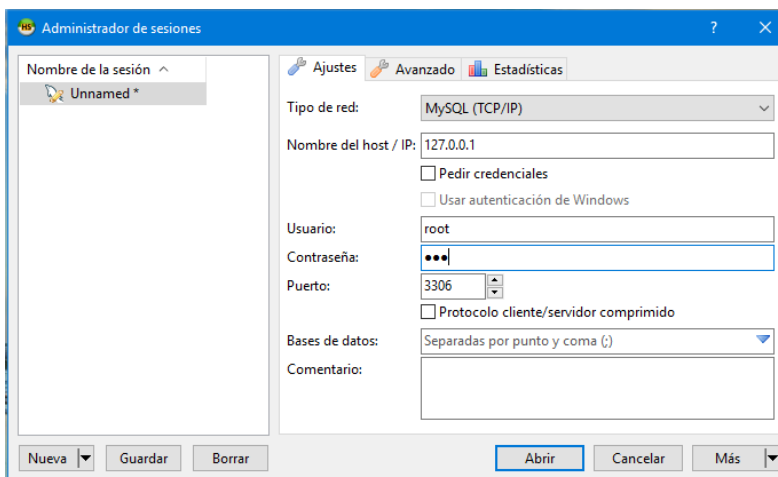 HS Administrador de sesiones ? ×
Nombre de la sesión
Unnamed *
Ajustes Avanzado Estadísticas
Tipo de red: MySQL (TCP/IP)
Nombre del host / IP: 127.0.0.1
Pedir credenciales
Usar autenticación de Windows
Usuario: root
Contraseña: ●●●
Puerto: 3306
Protocolo cliente/servidor comprimido
Bases de datos: Separadas por punto y coma (;)
Comentario:
Nueva Guardar Borrar Abrir Cancelar Más